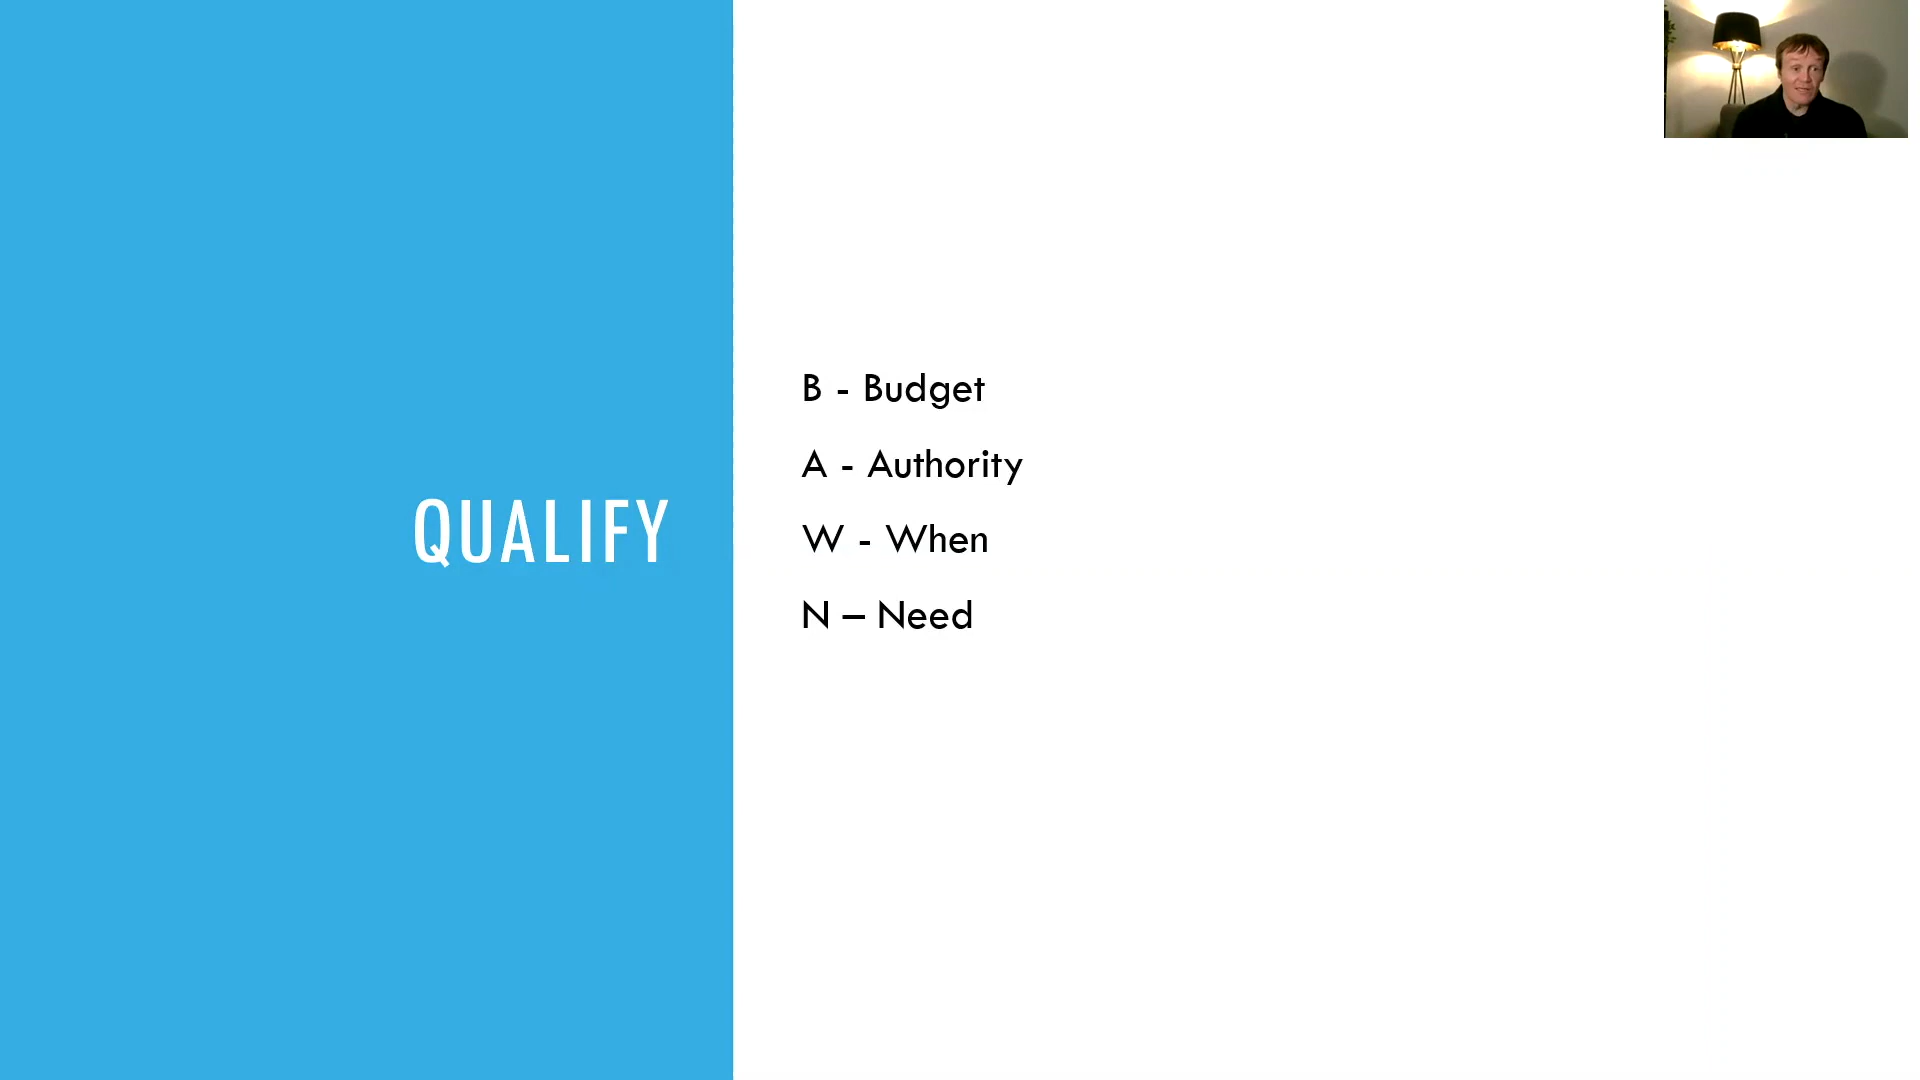 QUALIFY
B - Budget
A - Authority
W - When
N – Need